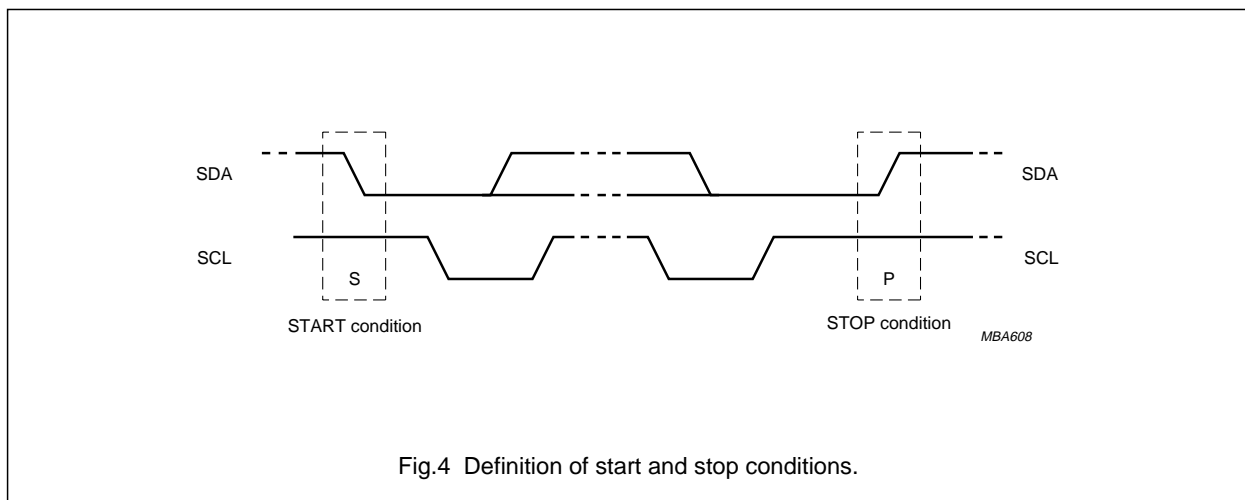 SDA
SDA
SCL
SCL
S
P
START condition
STOP condition
MBA608
Fig.4 Definition of start and stop conditions.